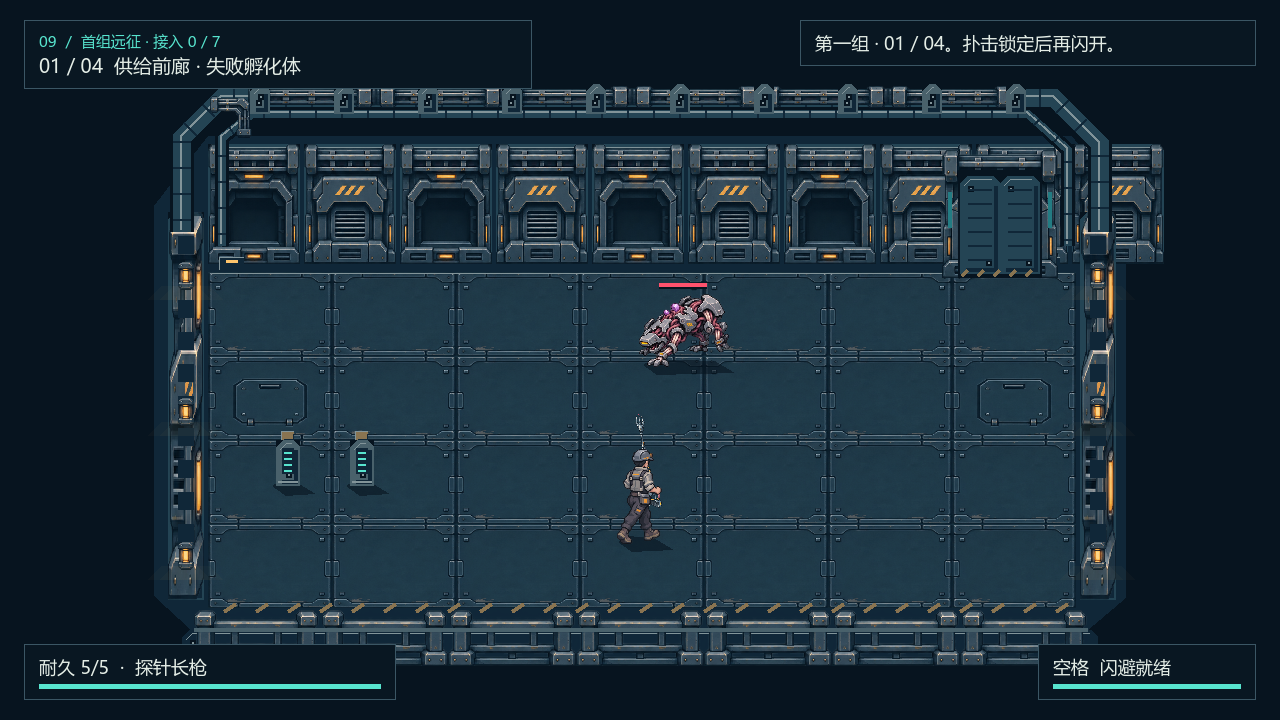 09 / 首组远征 · 接入 0 / 7
01 / 04 供给前廊 · 失败孵化体
第一组 · 01 / 04。扑击锁定后再闪开。
耐久 5/5 · 探针长枪
空格 闪避就绪